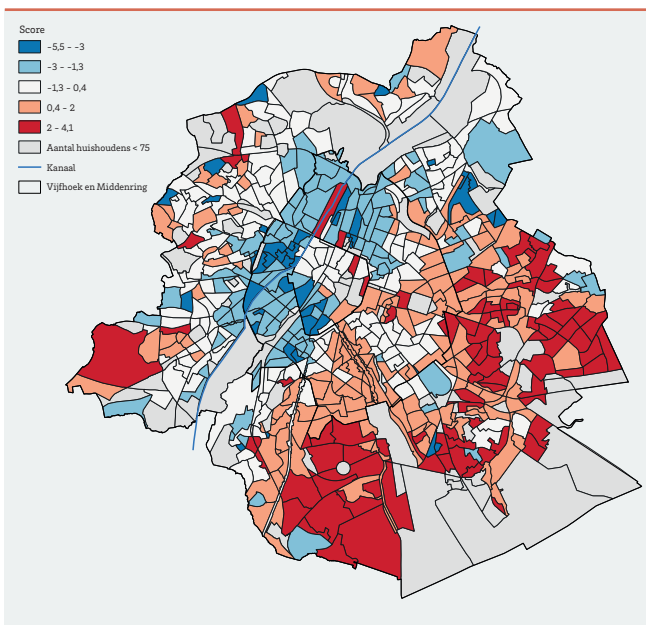 Score
-5,5 - -3
-3 - -1,3
-1,3 - 0,4
0,4 - 2
2 - 4,1
Aantal huishoudens < 75
Kanaal
Vijfhoek en Middenring